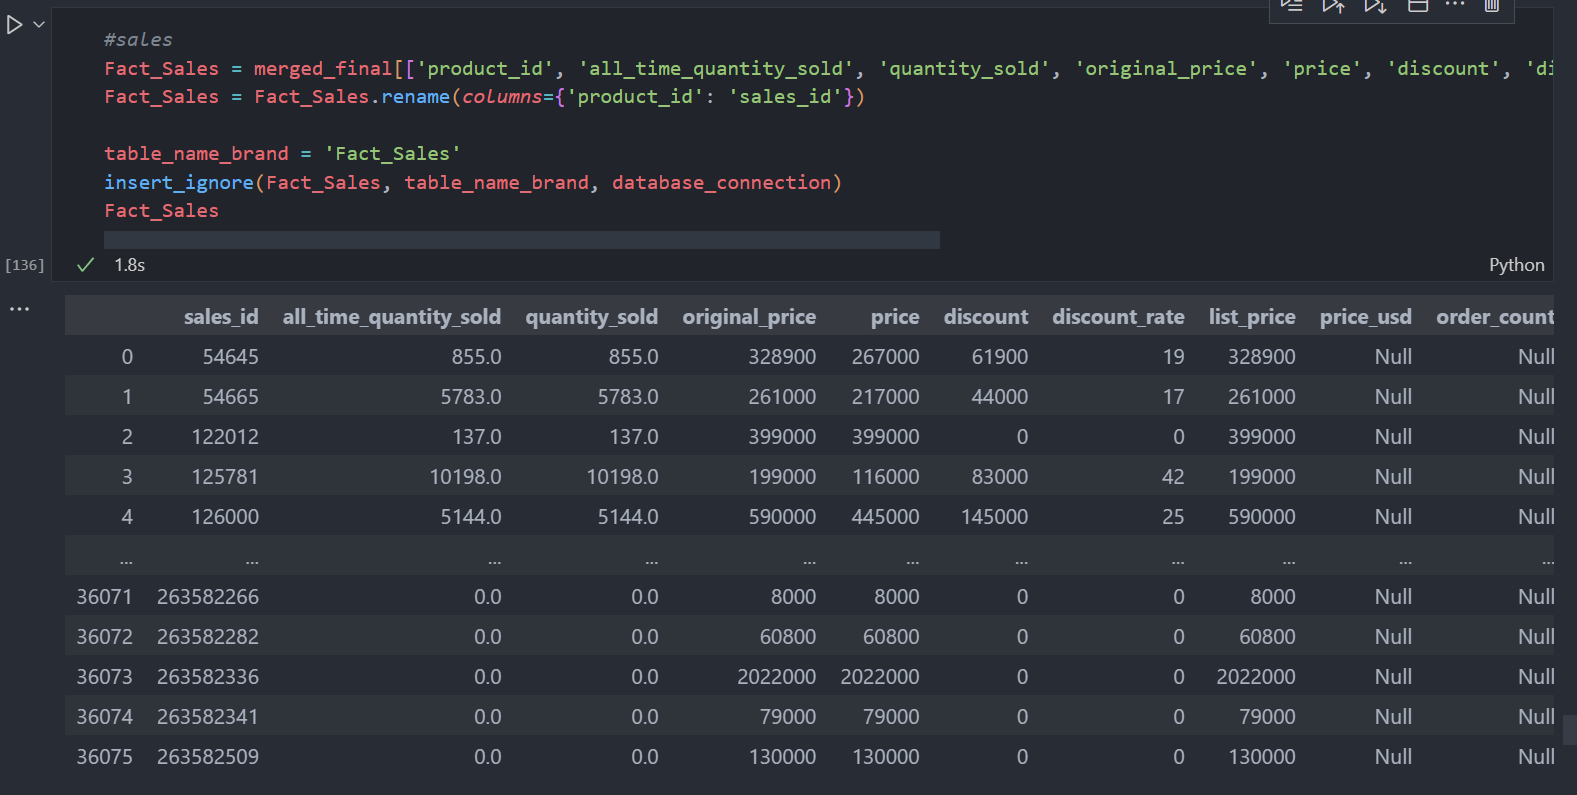 #sales
Fact_Sales = merged_final[['product_id', 'all_time_quantity_sold', 'quantity_sold', 'original_price', 'price', 'discount', 'di
Fact_Sales = Fact_Sales.rename(columns={'product_id': 'sales_id'})
table_name_brand = 'Fact_Sales'
insert_ignore(Fact_Sales, table_name_brand, database_connection)
Fact_Sales
[136] 1.8s Python
...
sales_id all_time_quantity_sold quantity_sold original_price price discount discount_rate list_price price_usd order_count
0 54645 855.0 855.0 328900 267000 61900 19 328900 Null Null
1 54665 5783.0 5783.0 261000 217000 44000 17 261000 Null Null
2 122012 137.0 137.0 399000 399000 0 0 399000 Null Null
3 125781 10198.0 10198.0 199000 116000 83000 42 199000 Null Null
4 126000 5144.0 5144.0 590000 445000 145000 25 590000 Null Null
... ... ... ... ... ... ... ... ... ... ...
36071 263582266 0.0 0.0 8000 8000 0 0 8000 Null Null
36072 263582282 0.0 0.0 60800 60800 0 0 60800 Null Null
36073 263582336 0.0 0.0 2022000 2022000 0 0 2022000 Null Null
36074 263582341 0.0 0.0 79000 79000 0 0 79000 Null Null
36075 263582509 0.0 0.0 130000 130000 0 0 130000 Null Null